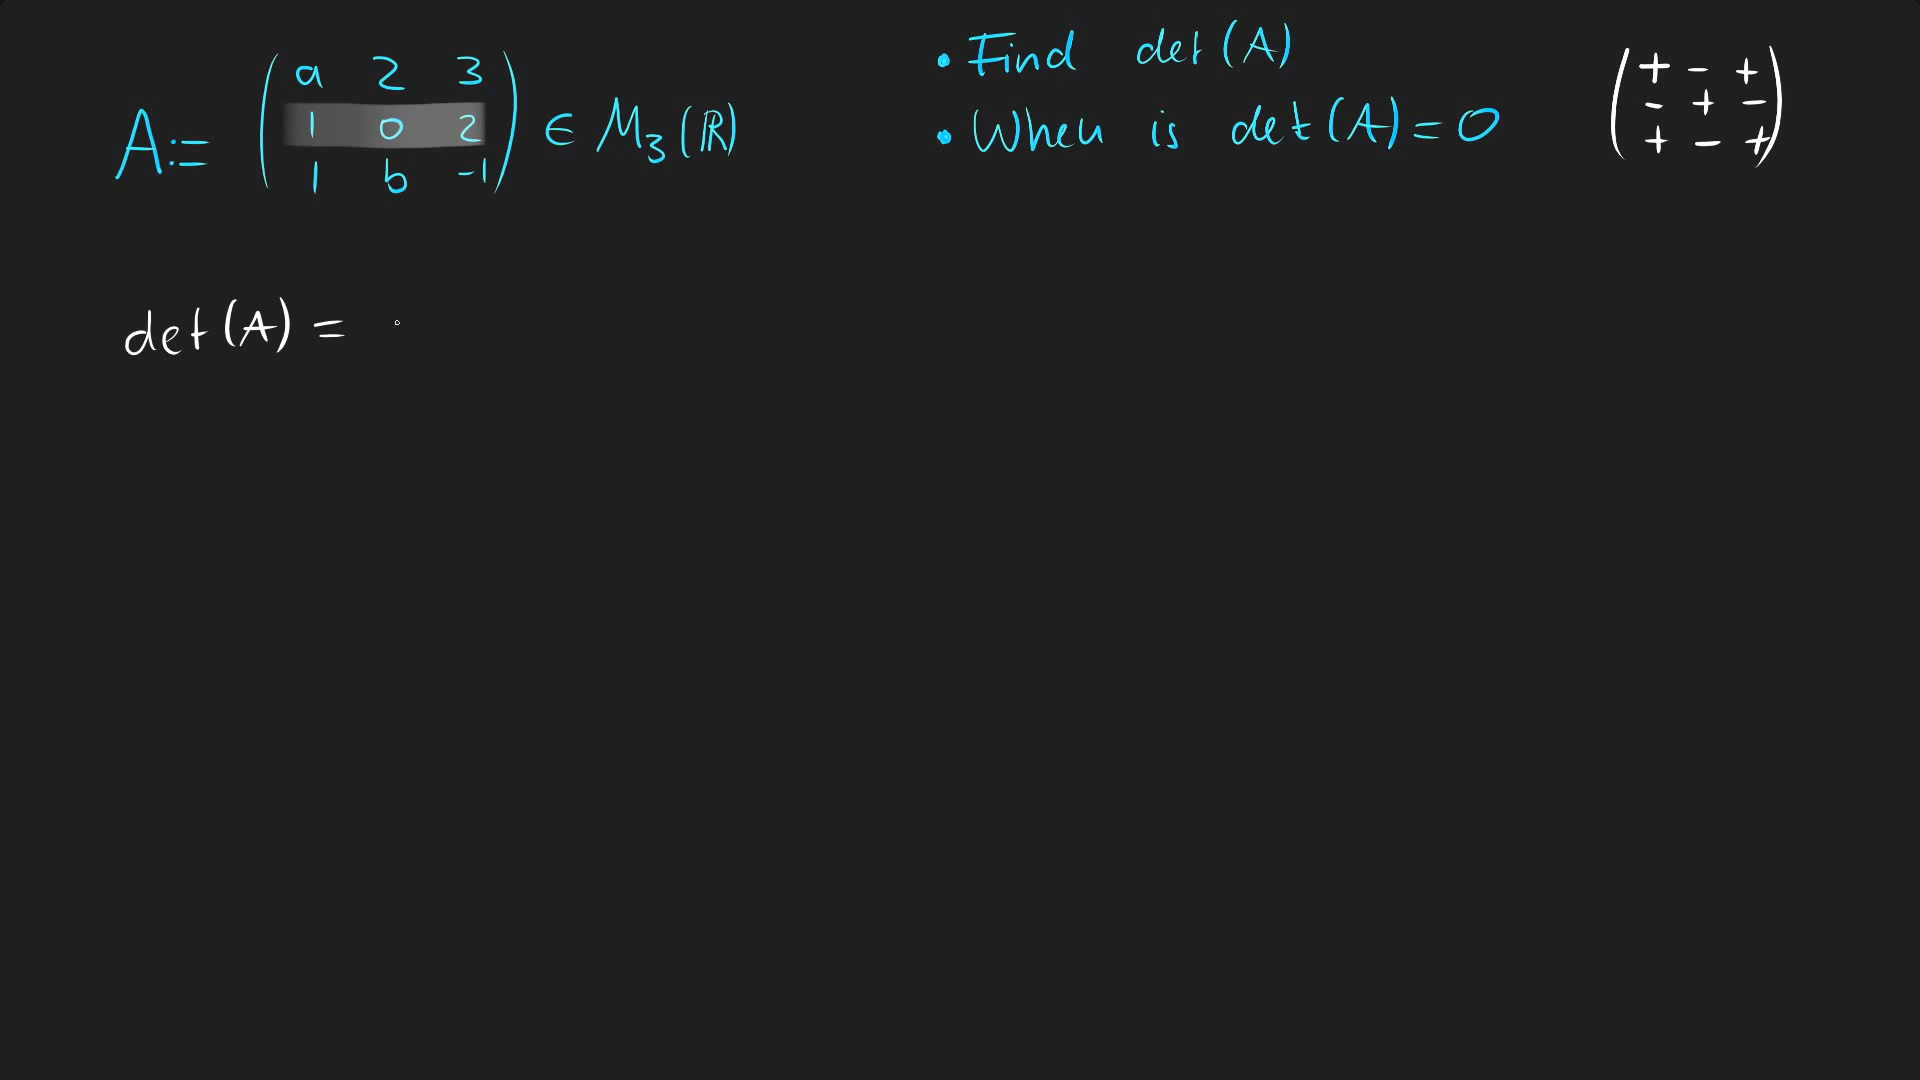 A:= ( a 2 3
1 0 2
1 b -1 ) ∈ M₃(ℝ)
• Find det(A)
• When is det(A)=0
( + - +
- + -
+ - + )
det(A) =